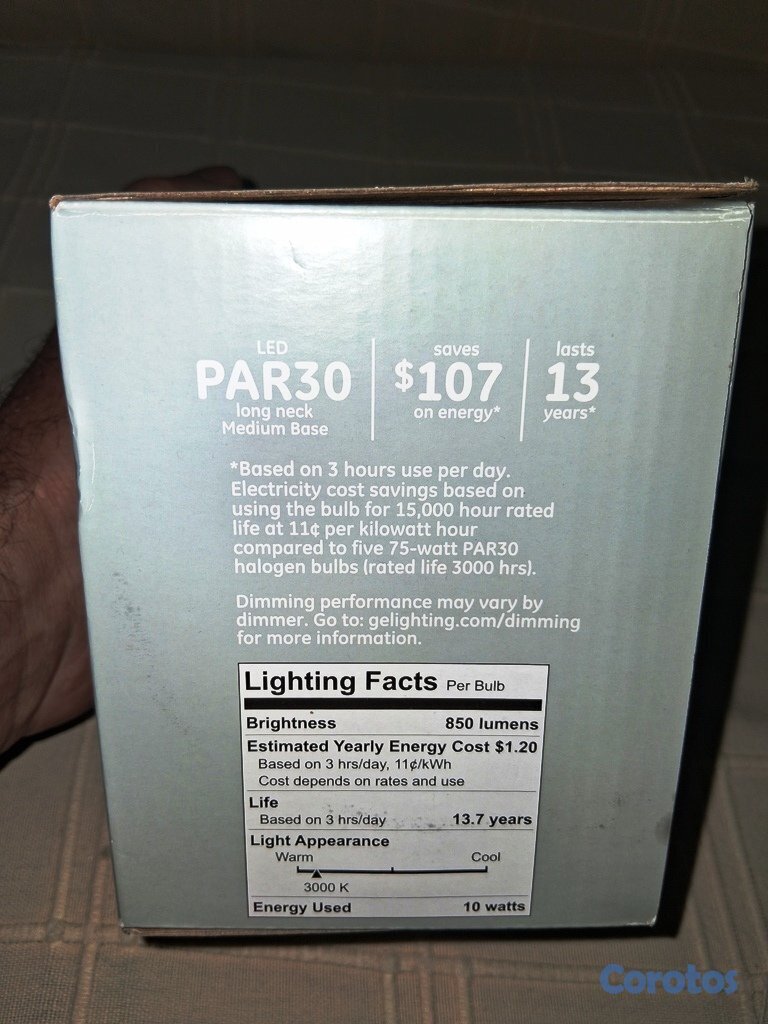 LED
PAR30
long neck
Medium Base
saves
$107
on energy*
lasts
13
years*
*Based on 3 hours use per day.
Electricity cost savings based on
using the bulb for 15,000 hour rated
life at 11¢ per kilowatt hour
compared to five 75-watt PAR30
halogen bulbs (rated life 3000 hrs).
Dimming performance may vary by
dimmer. Go to: gelighting.com/dimming
for more information.
Lighting Facts Per Bulb
Brightness 850 lumens
Estimated Yearly Energy Cost $1.20
Based on 3 hrs/day, 11¢/kWh
Cost depends on rates and use
Life
Based on 3 hrs/day 13.7 years
Light Appearance
Warm Cool
3000 K
Energy Used 10 watts
Corotos